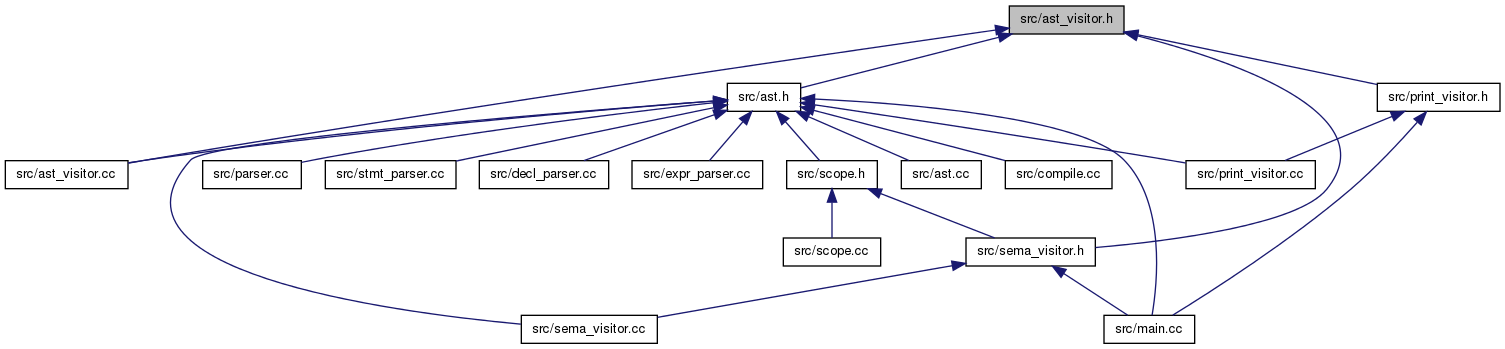 src/ast_visitor.h
src/ast.h
src/print_visitor.h
src/ast_visitor.cc
src/parser.cc
src/stmt_parser.cc
src/decl_parser.cc
src/expr_parser.cc
src/scope.h
src/ast.cc
src/compile.cc
src/print_visitor.cc
src/scope.cc
src/sema_visitor.h
src/sema_visitor.cc
src/main.cc